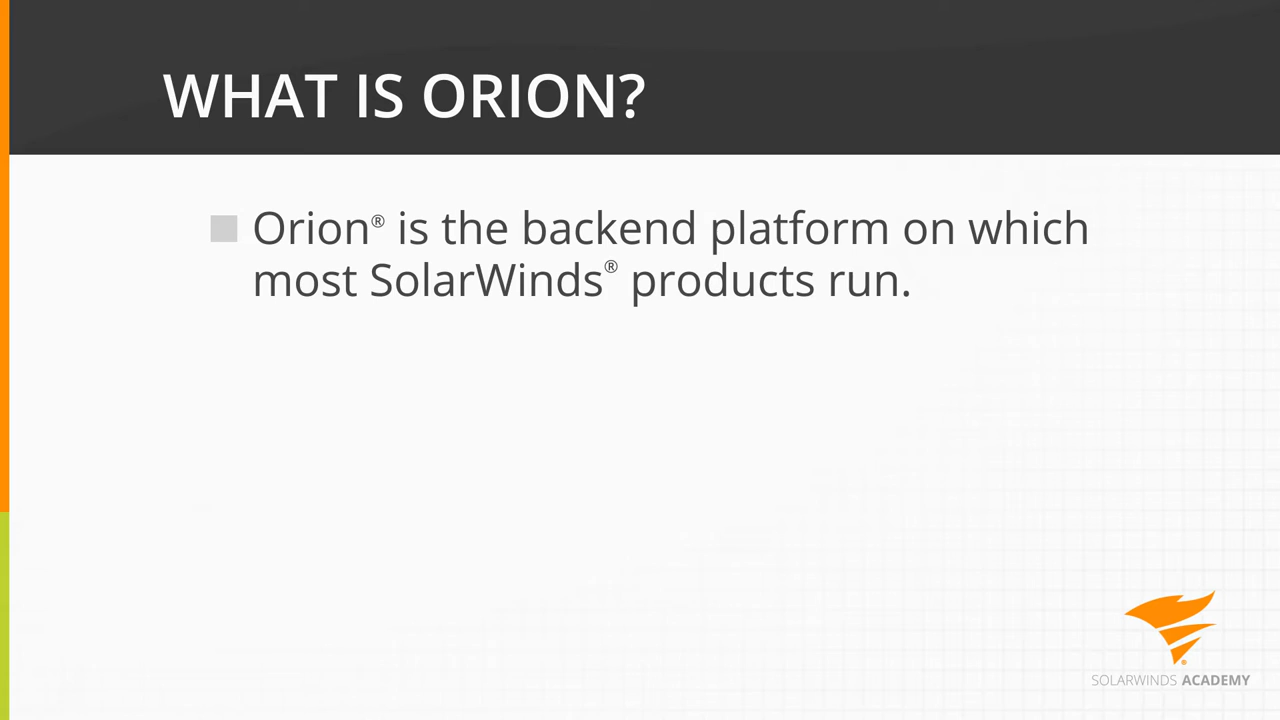 WHAT IS ORION?
Orion® is the backend platform on which
most SolarWinds® products run.
SOLARWINDS ACADEMY